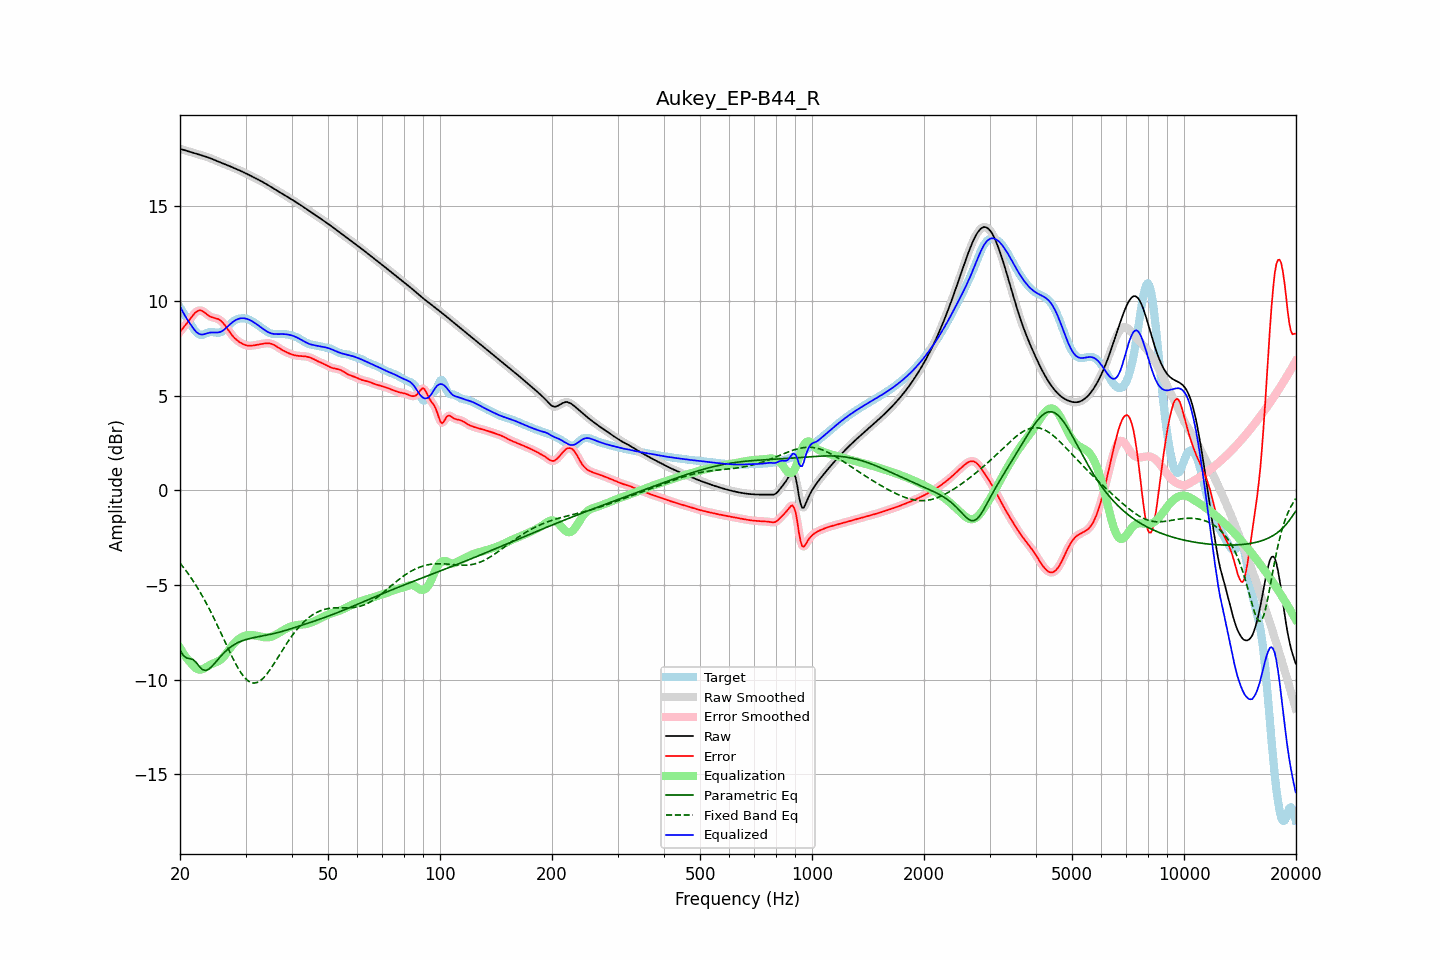 Aukey_EP-B44_R
Amplitude (dBr)
15
10
5
0
−5
−10
−15
20
50
100
200
500
1000
2000
5000
10000
20000
Frequency (Hz)
Target
Raw Smoothed
Error Smoothed
Raw
Error
Equalization
Parametric Eq
Fixed Band Eq
Equalized